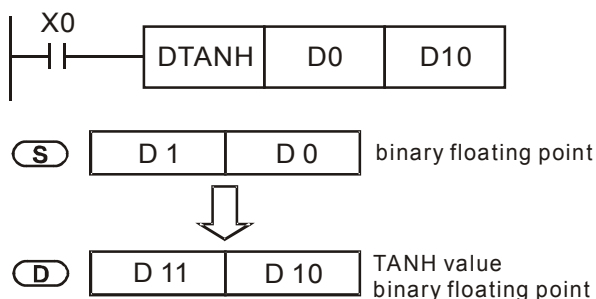 X0
DTANH D0 D10
S D 1 D 0 binary floating point
D D 11 D 10 TANH value
binary floating point